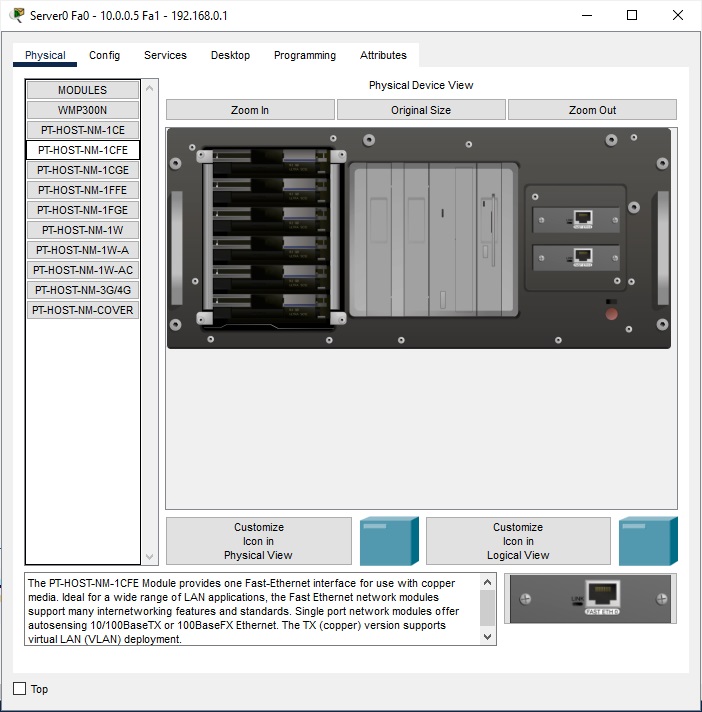 Server0 Fa0 - 10.0.0.5 Fa1 - 192.168.0.1
Physical Config Services Desktop Programming Attributes
MODULES
WMP300N
PT-HOST-NM-1CE
PT-HOST-NM-1CFE
PT-HOST-NM-1CGE
PT-HOST-NM-1FFE
PT-HOST-NM-1FGE
PT-HOST-NM-1W
PT-HOST-NM-1W-A
PT-HOST-NM-1W-AC
PT-HOST-NM-3G/4G
PT-HOST-NM-COVER
Physical Device View
Zoom In Original Size Zoom Out
Customize
Icon in
Physical View
Customize
Icon in
Logical View
The PT-HOST-NM-1CFE Module provides one Fast-Ethernet interface for use with copper
media. Ideal for a wide range of LAN applications, the Fast Ethernet network modules
support many internetworking features and standards. Single port network modules offer
autosensing 10/100BaseTX or 100BaseFX Ethernet. The TX (copper) version supports
virtual LAN (VLAN) deployment.
LINK
FAST ETH 0
Top